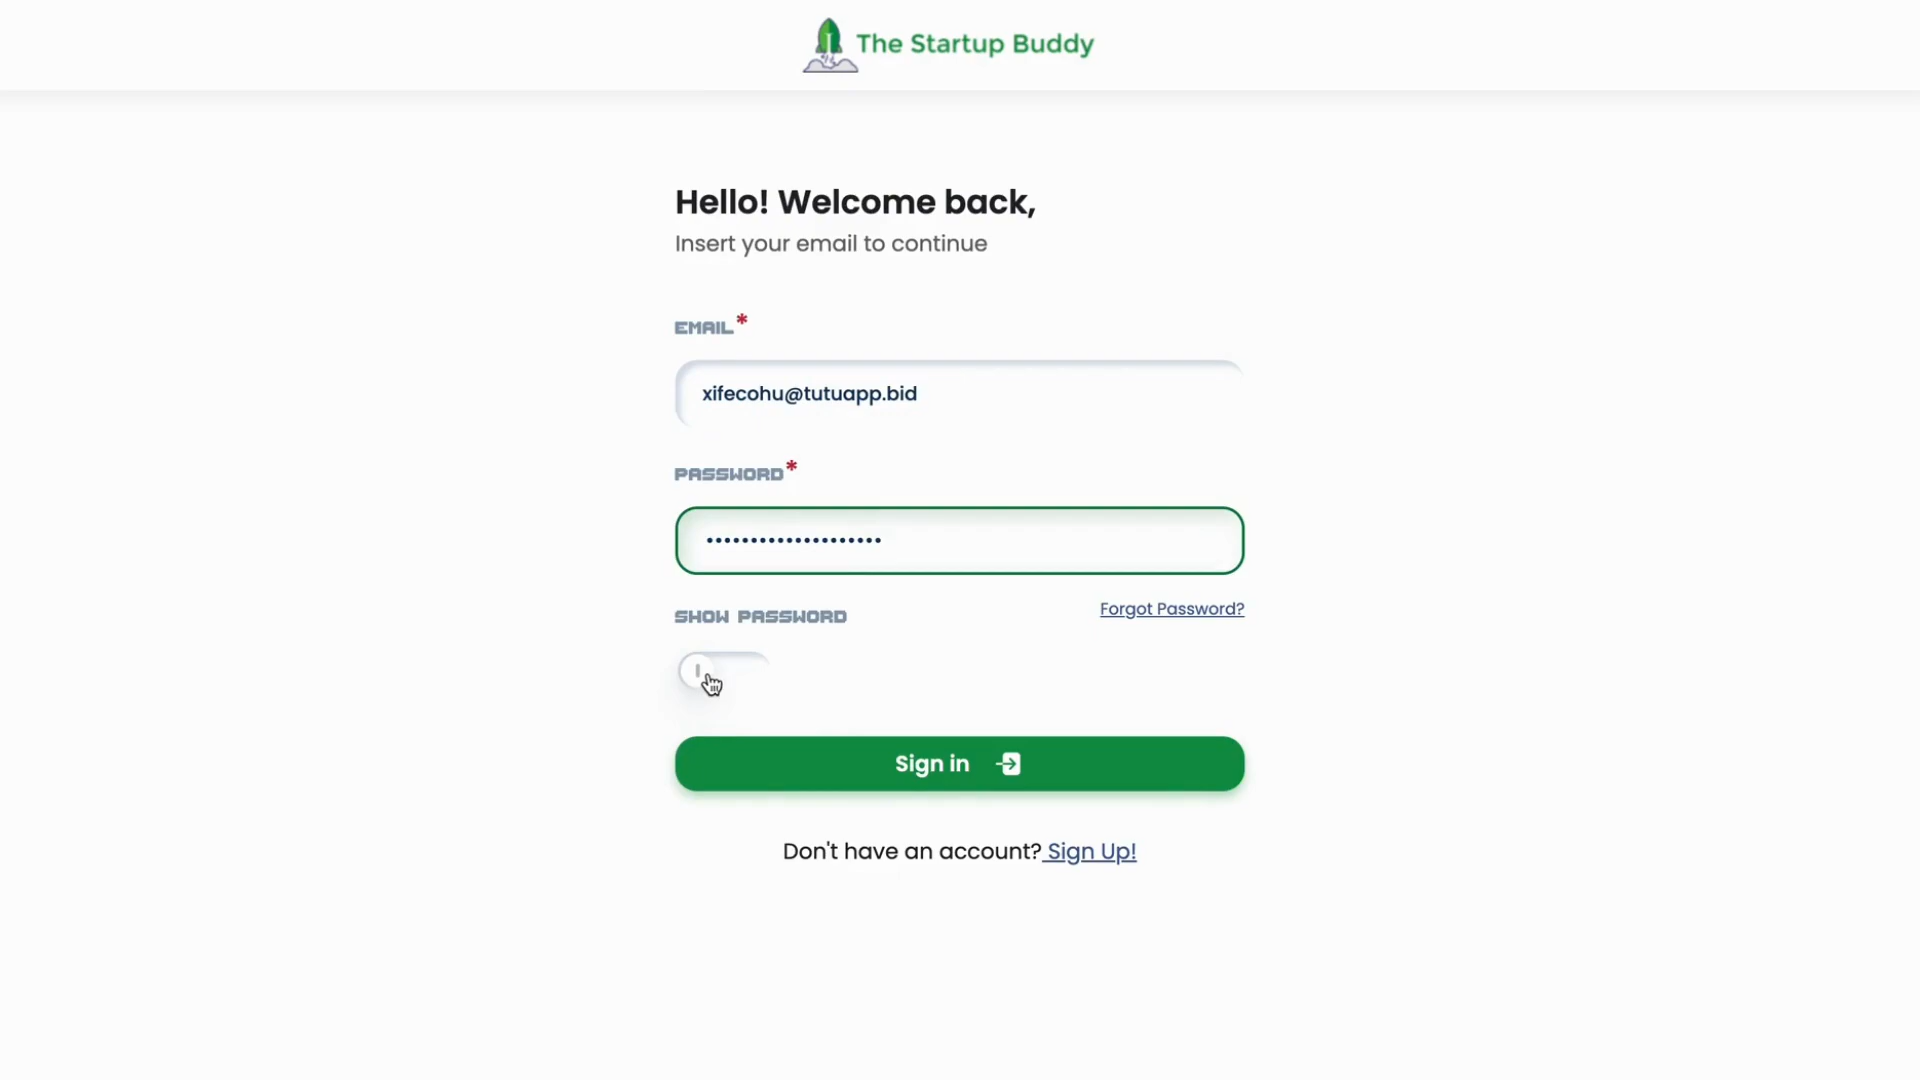 The Startup Buddy
Hello! Welcome back,
Insert your email to continue
EMAIL*
xifecohu@tutuapp.bid
PASSWORD*
••••••••••••••••••••
SHOW PASSWORD
Forgot Password?
Sign in
Don't have an account? Sign Up!